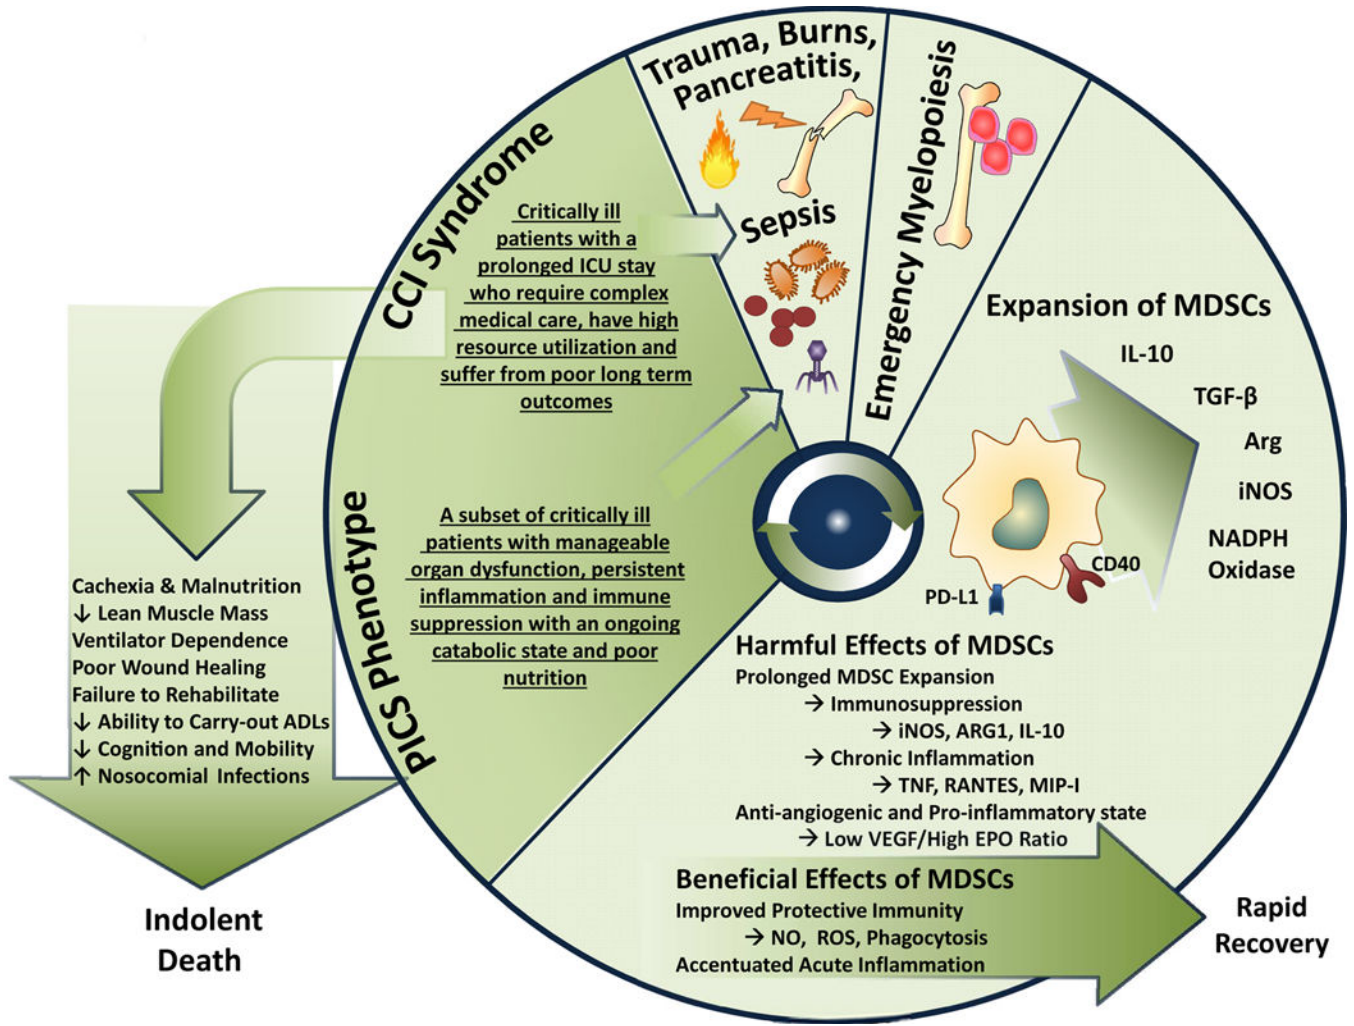 Trauma, Burns,
Pancreatitis,
Sepsis
Emergency Myelopoiesis
Expansion of MDSCs
IL-10
TGF-β
Arg
iNOS
NADPH
Oxidase
CD40
PD-L1
Harmful Effects of MDSCs
Prolonged MDSC Expansion
→ Immunosuppression
→ iNOS, ARG1, IL-10
→ Chronic Inflammation
→ TNF, RANTES, MIP-I
Anti-angiogenic and Pro-inflammatory state
→ Low VEGF/High EPO Ratio
Beneficial Effects of MDSCs
Improved Protective Immunity
→ NO, ROS, Phagocytosis
Accentuated Acute Inflammation
Rapid
Recovery
CCI Syndrome
Critically ill
patients with a
prolonged ICU stay
who require complex
medical care, have high
resource utilization and
suffer from poor long term
outcomes
PICS Phenotype
A subset of critically ill
patients with manageable
organ dysfunction, persistent
inflammation and immune
suppression with an ongoing
catabolic state and poor
nutrition
Cachexia & Malnutrition
↓ Lean Muscle Mass
Ventilator Dependence
Poor Wound Healing
Failure to Rehabilitate
↓ Ability to Carry-out ADLs
↓ Cognition and Mobility
↑ Nosocomial Infections
Indolent
Death